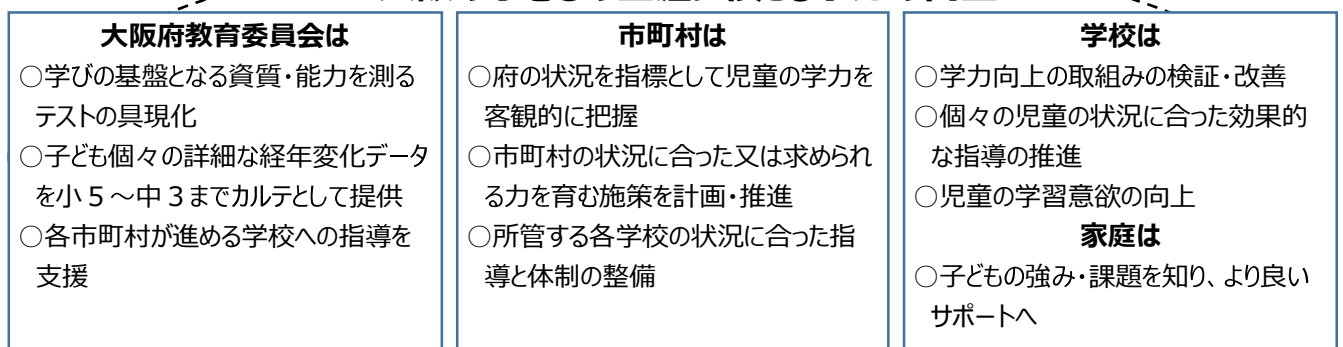 大阪府教育委員会は
○学びの基盤となる資質・能力を測る
テストの具現化
○子ども個々の詳細な経年変化データ
を小５～中３までカルテとして提供
○各市町村が進める学校への指導を
支援
市町村は
○府の状況を指標として児童の学力を
客観的に把握
○市町村の状況に合った又は求められ
る力を育む施策を計画・推進
○所管する各学校の状況に合った指
導と体制の整備
学校は
○学力向上の取組みの検証・改善
○個々の児童の状況に合った効果的
な指導の推進
○児童の学習意欲の向上
家庭は
○子どもの強み・課題を知り、より良い
サポートへ